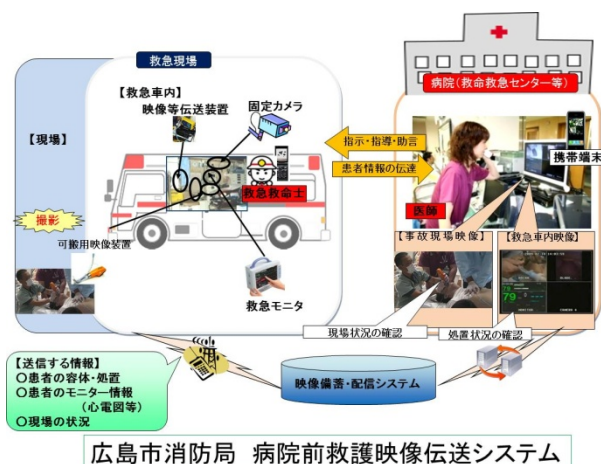 救急現場
【救急車内】
映像等伝送装置
固定カメラ
【現場】
撮影
可搬用映像装置
救急救命士
救急モニタ
指示・指導・助言
患者情報の伝達
病院(救命救急センター等)
携帯端末
医師
【事故現場映像】
【救急車内映像】
79
79
現場状況の確認
処置状況の確認
【送信する情報】
○患者の容体・処置
○患者のモニター情報
(心電図等)
○現場の状況
映像備蓄・配信システム
広島市消防局 病院前救護映像伝送システム